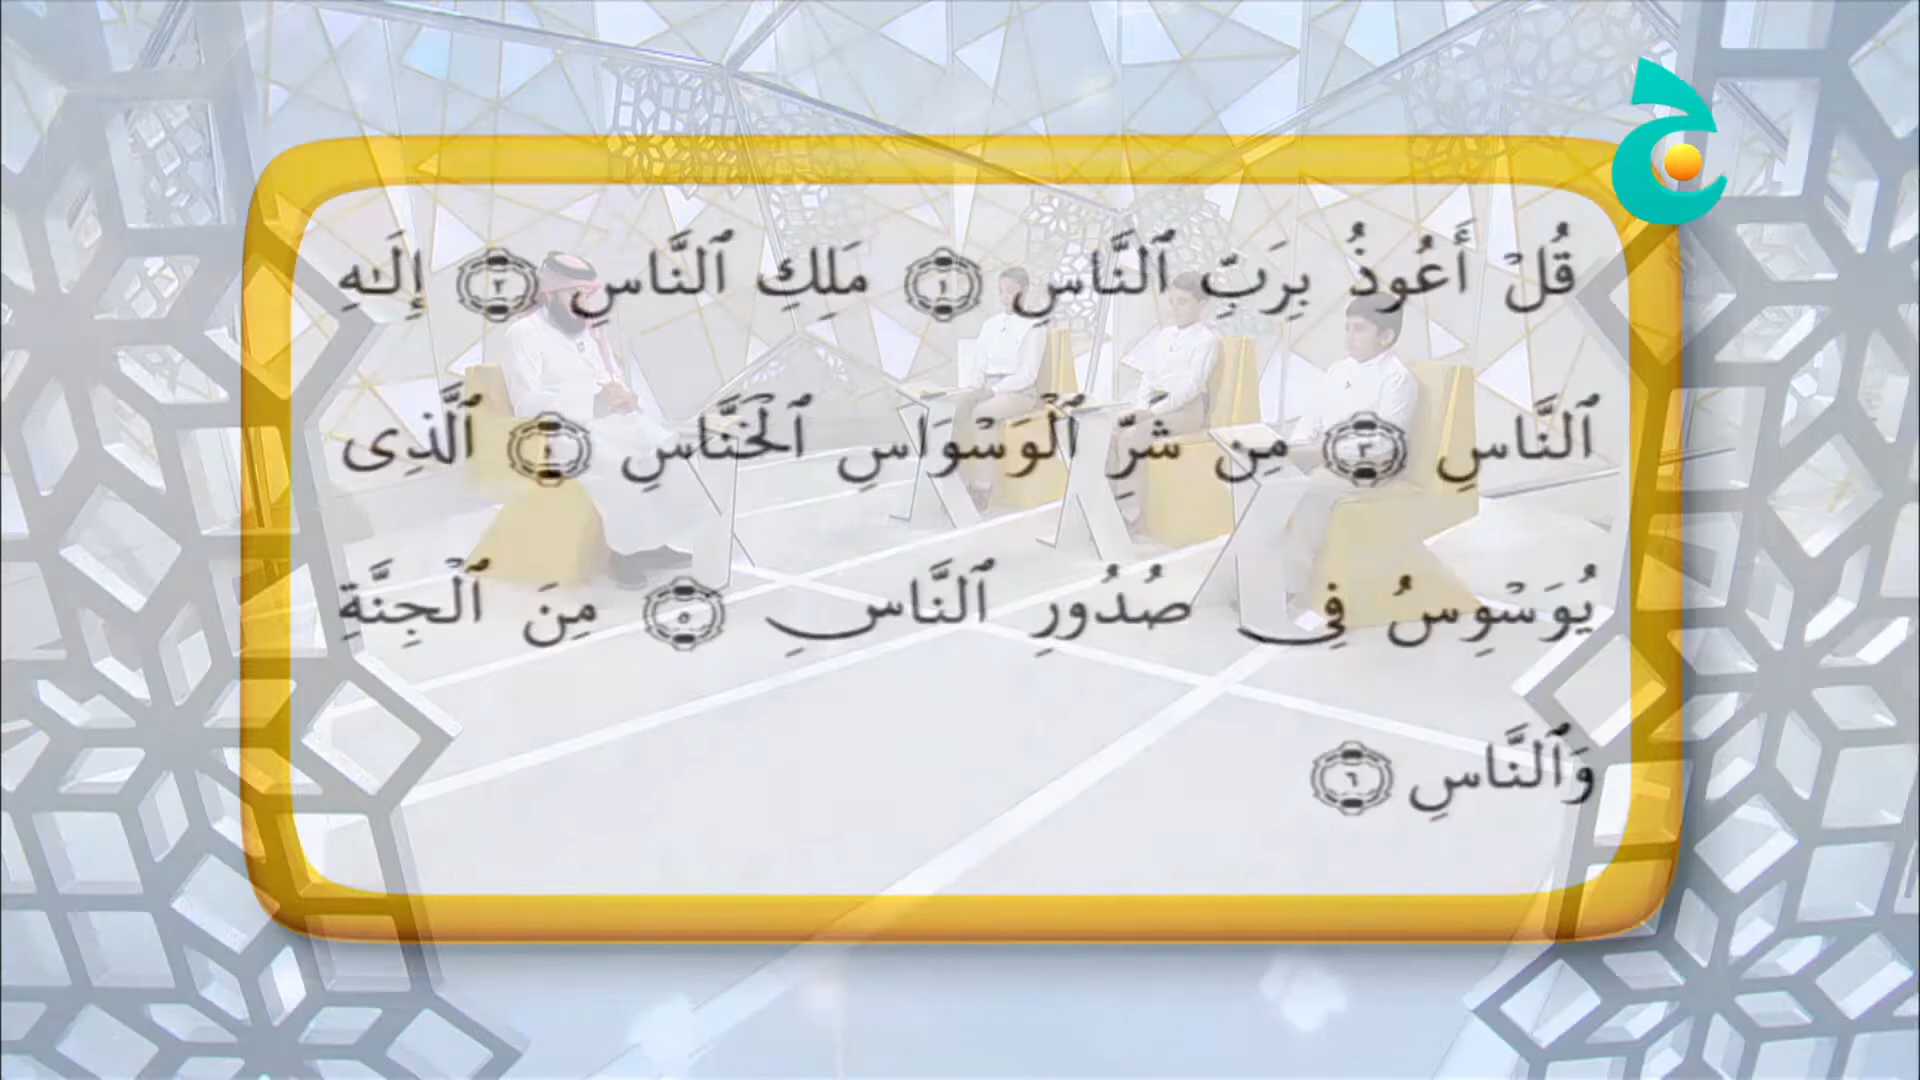 قُلْ أَعُوذُ بِرَبِّ ٱلنَّاسِ ١ مَلِكِ ٱلنَّاسِ ٢ إِلَـٰهِ
ٱلنَّاسِ ٣ مِن شَرِّ ٱلْوَسْوَاسِ ٱلْخَنَّاسِ ٤ ٱلَّذِى
يُوَسْوِسُ فِى صُدُورِ ٱلنَّاسِ ٥ مِنَ ٱلْجِنَّةِ
وَٱلنَّاسِ ٦